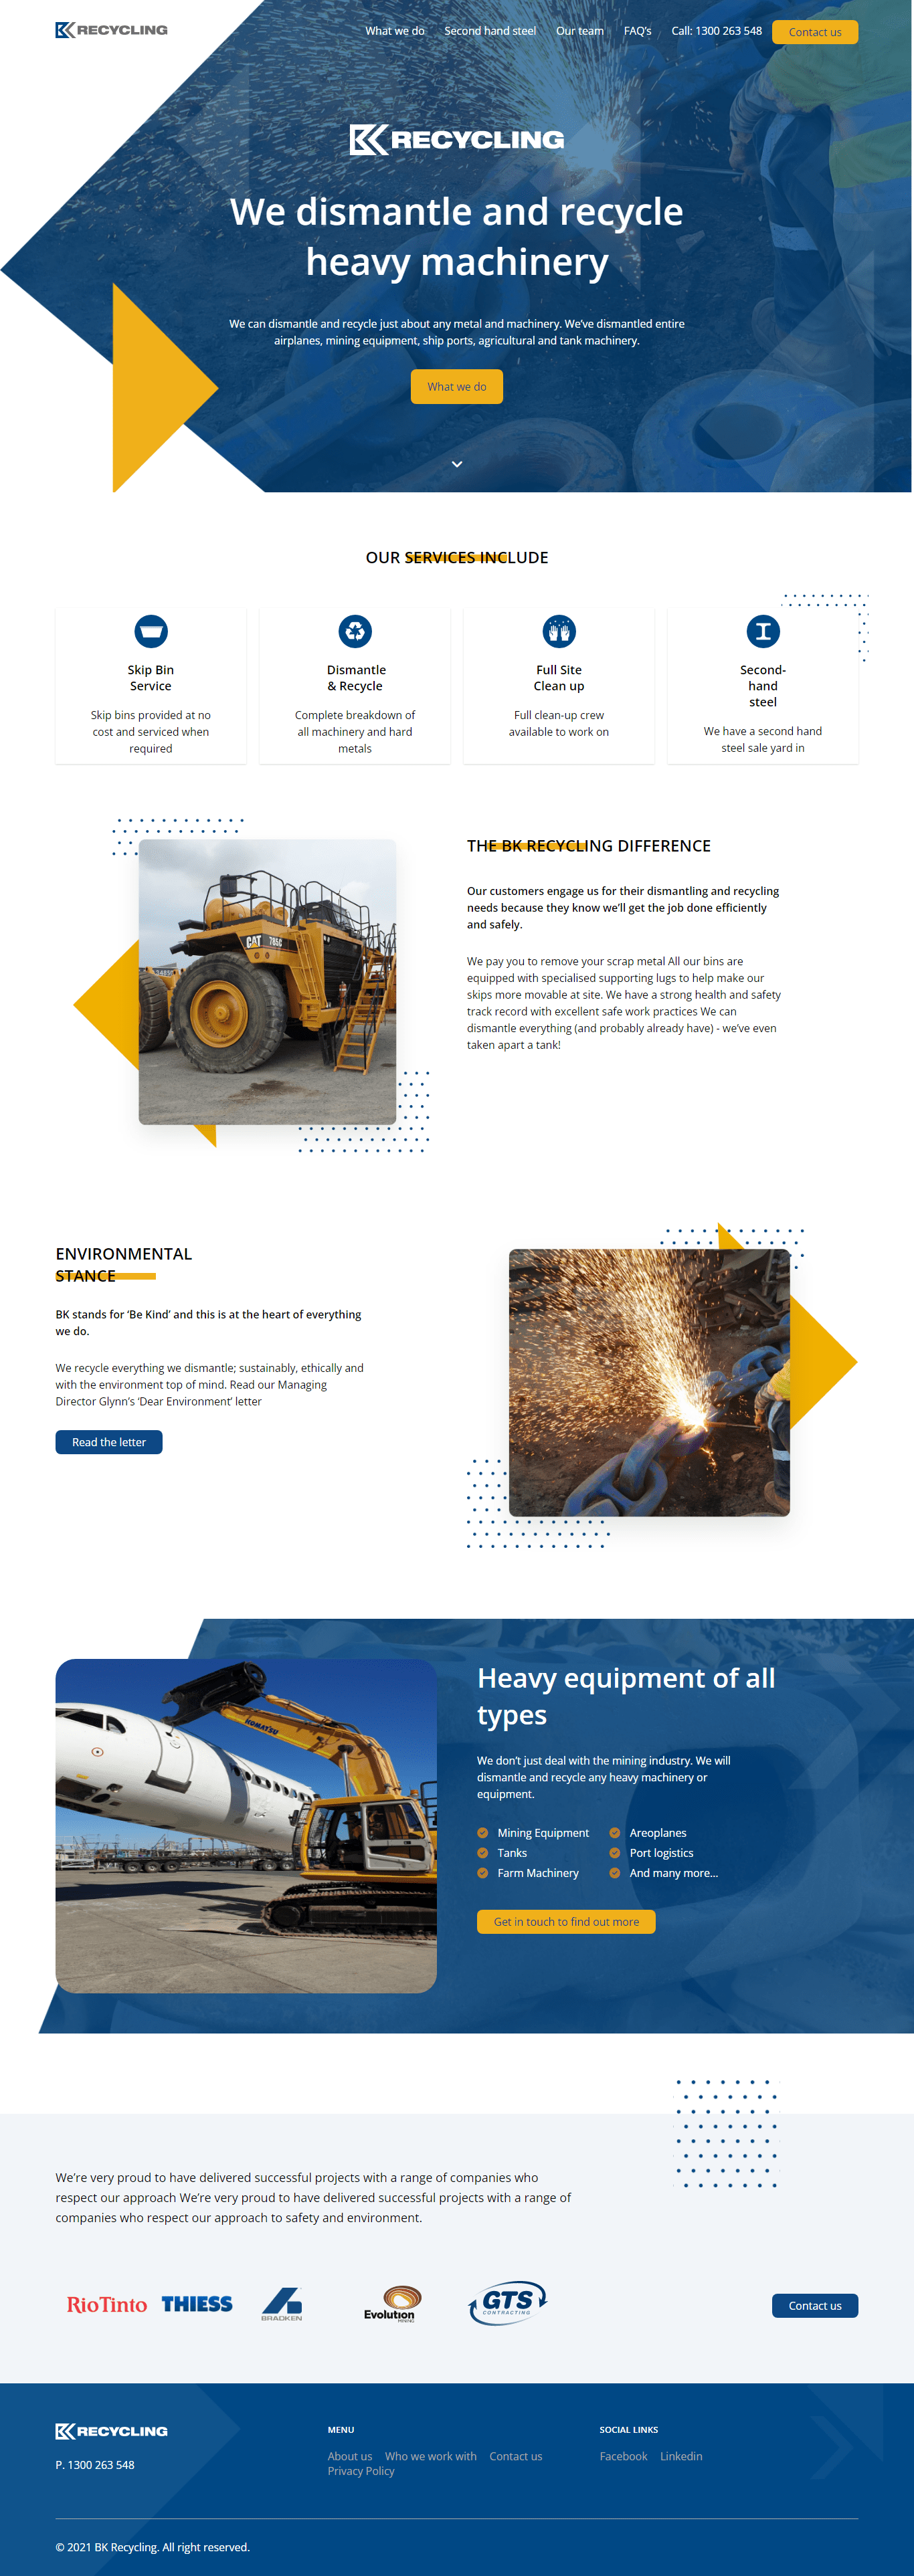 BK RECYCLING
What we do Second hand steel Our team FAQ's Call: 1300 263 548 Contact us
BK RECYCLING
We dismantle and recycle
heavy machinery
We can dismantle and recycle just about any metal and machinery. We've dismantled entire
airplanes, mining equipment, ship ports, agricultural and tank machinery.
What we do
OUR SERVICES INCLUDE
Skip Bin
Service
Skip bins provided at no
cost and serviced when
required
Dismantle
& Recycle
Complete breakdown of
all machinery and hard
metals
Full Site
Clean up
Full clean-up crew
available to work on
Second-
hand
steel
We have a second hand
steel sale yard in
CAT 785C
THE BK RECYCLING DIFFERENCE
Our customers engage us for their dismantling and recycling
needs because they know we'll get the job done efficiently
and safely.
We pay you to remove your scrap metal All our bins are
equipped with specialised supporting lugs to help make our
skips more movable at site. We have a strong health and safety
track record with excellent safe work practices We can
dismantle everything (and probably already have) - we've even
taken apart a tank!
ENVIRONMENTAL
STANCE
BK stands for ‘Be Kind’ and this is at the heart of everything
we do.
We recycle everything we dismantle; sustainably, ethically and
with the environment top of mind. Read our Managing
Director Glynn's ‘Dear Environment’ letter
Read the letter
KOMATSU
Heavy equipment of all
types
We don't just deal with the mining industry. We will
dismantle and recycle any heavy machinery or
equipment.
Mining Equipment
Tanks
Farm Machinery
Areoplanes
Port logistics
And many more...
Get in touch to find out more
We're very proud to have delivered successful projects with a range of companies who
respect our approach We're very proud to have delivered successful projects with a range of
companies who respect our approach to safety and environment.
RioTinto THIESS BRADKEN Evolution MINING GTS CONTRACTING
Contact us
BK RECYCLING
P. 1300 263 548
MENU
About us Who we work with Contact us
Privacy Policy
SOCIAL LINKS
Facebook Linkedin
© 2021 BK Recycling. All right reserved.